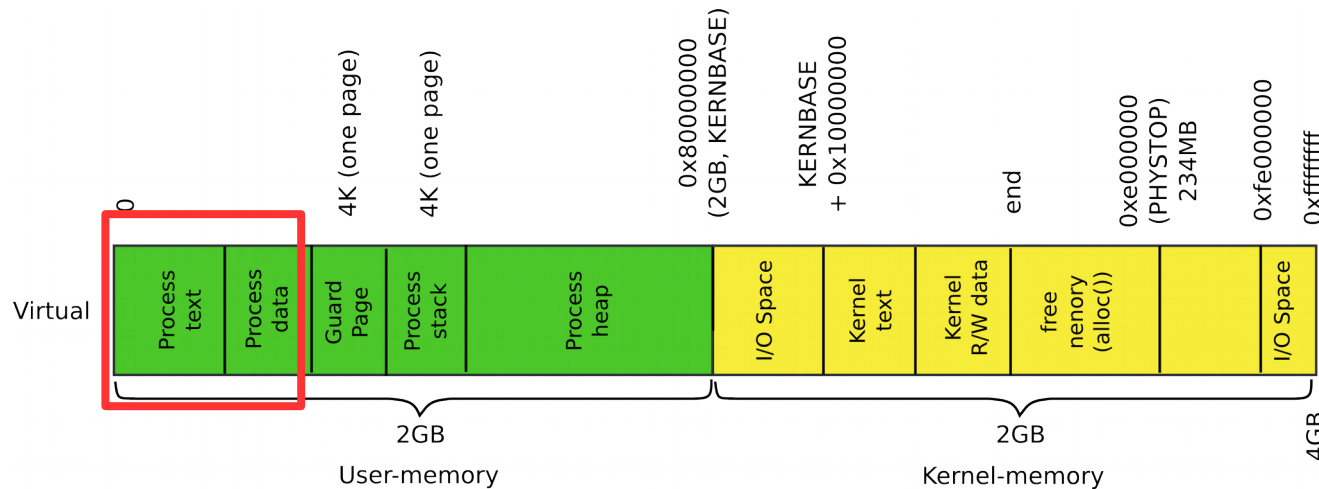 0
4K (one page)
4K (one page)
0x80000000
(2GB, KERNBASE)
KERNBASE
+ 0x10000000
end
0xe000000
(PHYSTOP)
234MB
0xfe000000
0xffffffff
Virtual
Process
text
Process
data
Guard
Page
Process
stack
Process
heap
I/O Space
Kernel
text
Kernel
R/W data
free
nenory
(alloc())
I/O Space
2GB
2GB
4GB
User-memory
Kernel-memory